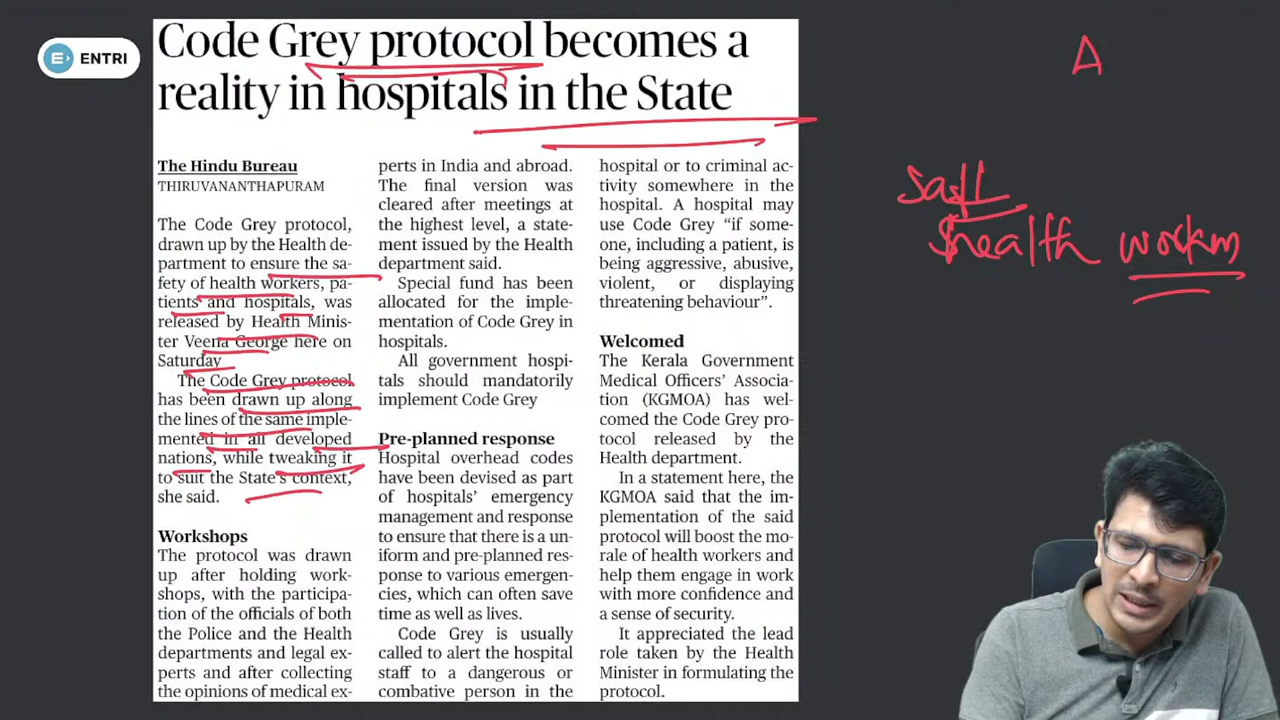 ENTRI
Code Grey protocol becomes a
reality in hospitals in the State
The Hindu Bureau
THIRUVANANTHAPURAM
The Code Grey protocol,
drawn up by the Health de-
partment to ensure the sa-
fety of health workers, pa-
tients and hospitals, was
released by Health Minis-
ter Veena George here on
Saturday
The Code Grey protocol
has been drawn up along
the lines of the same imple-
mented in all developed
nations, while tweaking it
to suit the State's context,
she said.
Workshops
The protocol was drawn
up after holding work-
shops, with the participa-
tion of the officials of both
the Police and the Health
departments and legal ex-
perts and after collecting
the opinions of medical ex-
perts in India and abroad.
The final version was
cleared after meetings at
the highest level, a state-
ment issued by the Health
department said.
Special fund has been
allocated for the imple-
mentation of Code Grey in
hospitals.
All government hospi-
tals should mandatorily
implement Code Grey
Pre-planned response
Hospital overhead codes
have been devised as part
of hospitals' emergency
management and response
to ensure that there is a un-
iform and pre-planned res-
ponse to various emergen-
cies, which can often save
time as well as lives.
Code Grey is usually
called to alert the hospital
staff to a dangerous or
combative person in the
hospital or to criminal ac-
tivity somewhere in the
hospital. A hospital may
use Code Grey "if some-
one, including a patient, is
being aggressive, abusive,
violent, or displaying
threatening behaviour".
Welcomed
The Kerala Government
Medical Officers' Associa-
tion (KGMOA) has wel-
comed the Code Grey pro-
tocol released by the
Health department.
In a statement here, the
KGMOA said that the im-
plementation of the said
protocol will boost the mo-
rale of health workers and
help them engage in work
with more confidence and
a sense of security.
It appreciated the lead
role taken by the Health
Minister in formulating the
protocol.
health